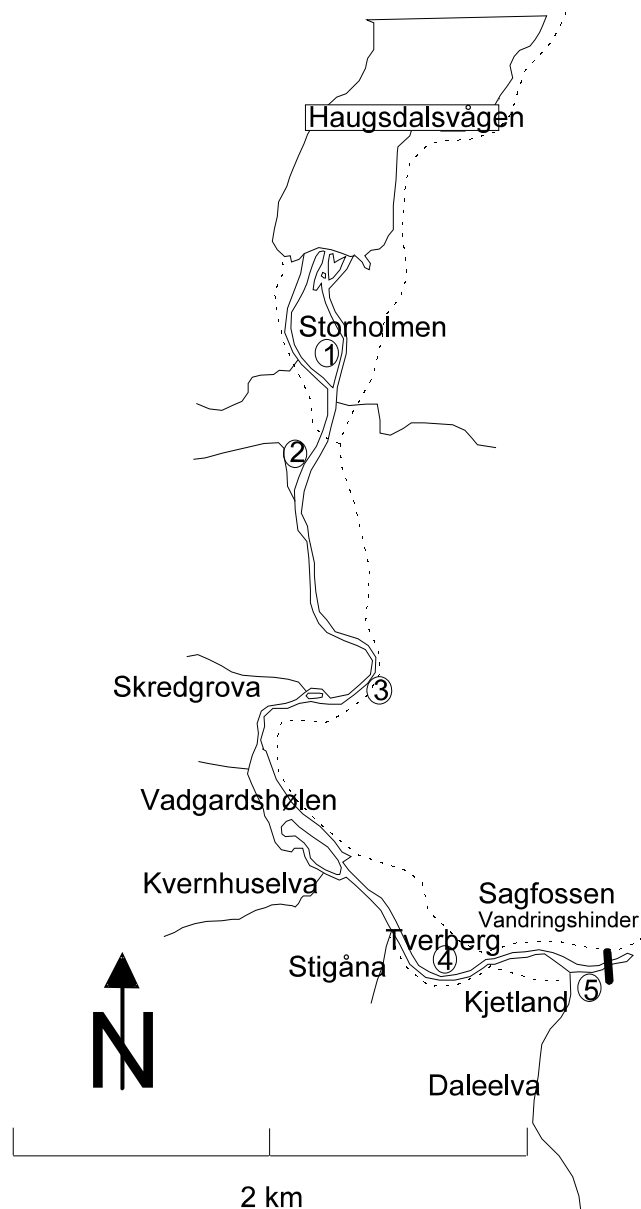 Haugsdalsvågen
Storholmen
1
2
Skredgrova
3
Vadgardshølen
Kvernhuselva
Sagfossen
Vandringshinder
Tverberg
4
Stigåna
5
Kjetland
N
Daleelva
2 km